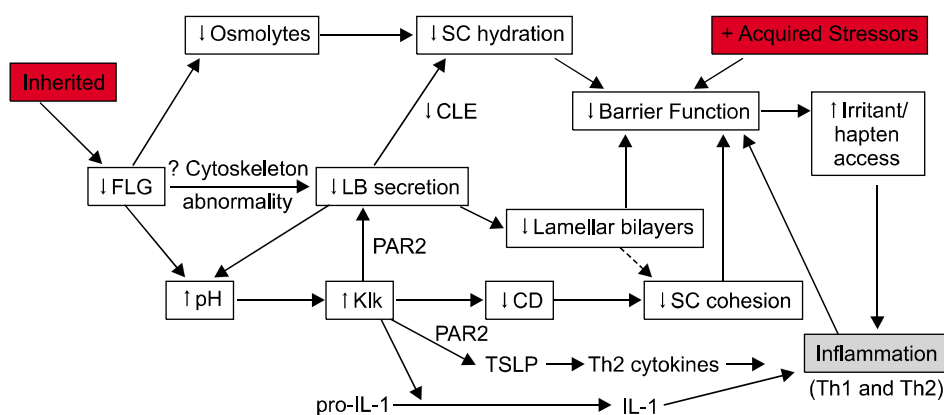 ↓Osmolytes
↓SC hydration
+ Acquired Stressors
Inherited
↓CLE
↓Barrier Function
↑Irritant/
hapten
access
? Cytoskeleton
abnormality
↓FLG
↓LB secretion
↓Lamellar bilayers
PAR2
↑pH
↑Klk
↓CD
↓SC cohesion
PAR2
TSLP
Th2 cytokines
Inflammation
(Th1 and Th2)
pro-IL-1
IL-1